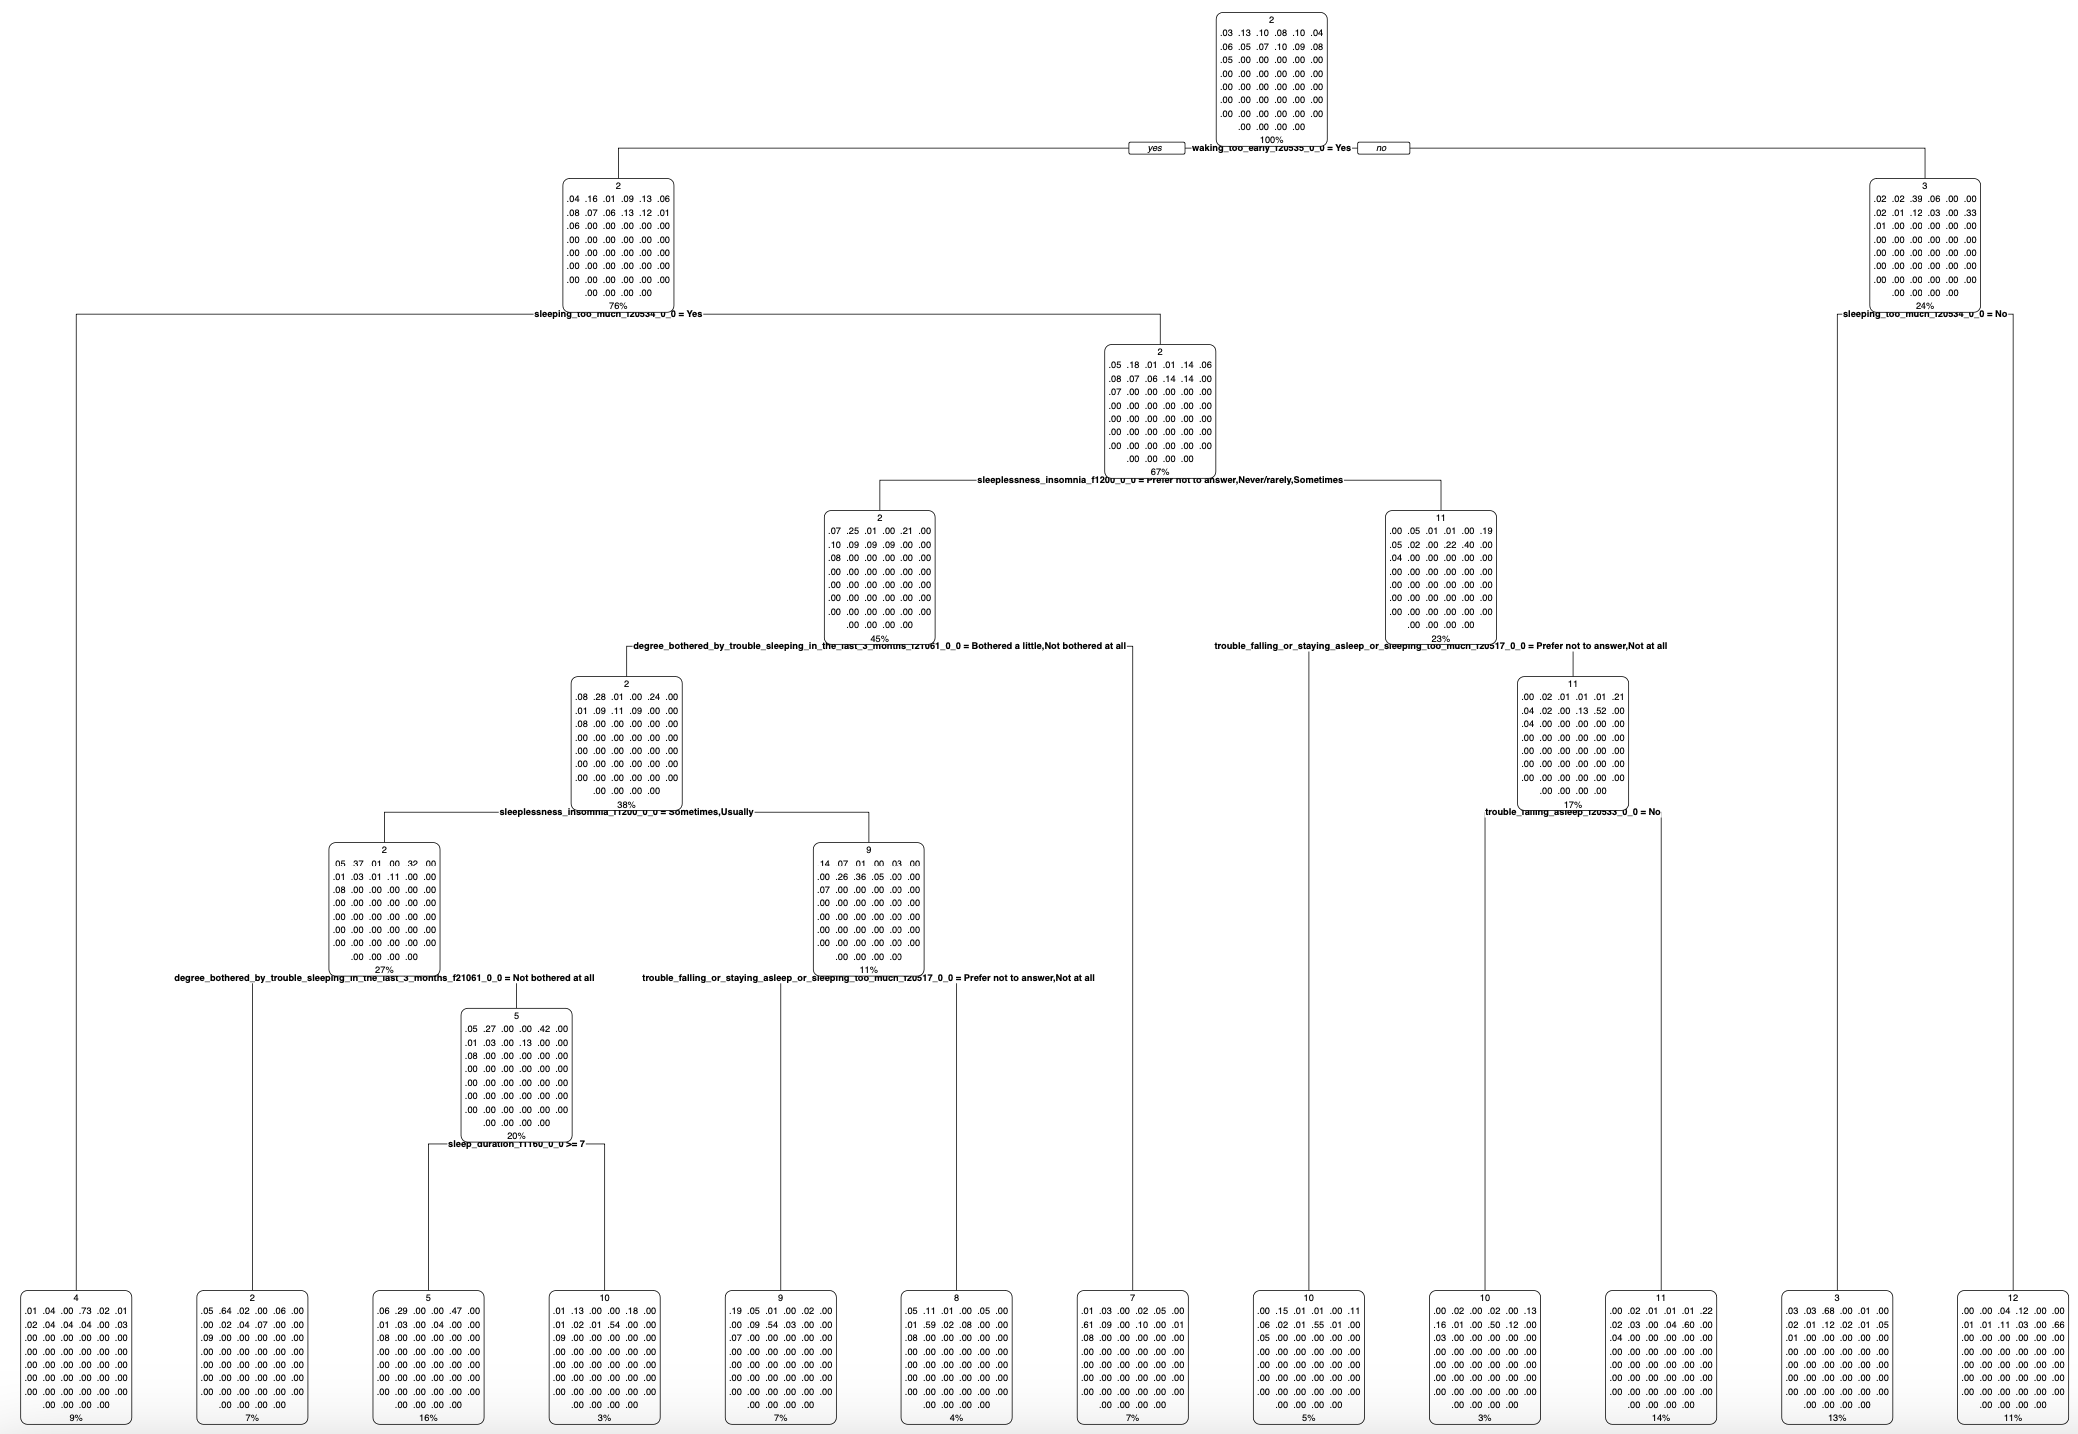 2
.03 .13 .10 .08 .10 .04
.06 .05 .07 .10 .09 .08
.05 .00 .00 .00 .00 .00
.00 .00 .00 .00 .00 .00
.00 .00 .00 .00 .00 .00
.00 .00 .00 .00 .00 .00
.00 .00 .00 .00 .00 .00
.00 .00 .00 .00
100%
yes waking_too_early_f20535_0_0 = Yes no
2
.04 .16 .01 .09 .13 .06
.08 .07 .06 .13 .12 .01
.06 .00 .00 .00 .00 .00
.00 .00 .00 .00 .00 .00
.00 .00 .00 .00 .00 .00
.00 .00 .00 .00 .00 .00
.00 .00 .00 .00 .00 .00
.00 .00 .00 .00
76%
sleeping_too_much_f20534_0_0 = Yes
3
.02 .02 .39 .06 .00 .00
.02 .01 .12 .03 .00 .33
.01 .00 .00 .00 .00 .00
.00 .00 .00 .00 .00 .00
.00 .00 .00 .00 .00 .00
.00 .00 .00 .00 .00 .00
.00 .00 .00 .00 .00 .00
.00 .00 .00 .00
24%
sleeping_too_much_f20534_0_0 = No
2
.05 .18 .01 .01 .14 .06
.08 .07 .06 .14 .14 .00
.07 .00 .00 .00 .00 .00
.00 .00 .00 .00 .00 .00
.00 .00 .00 .00 .00 .00
.00 .00 .00 .00 .00 .00
.00 .00 .00 .00 .00 .00
.00 .00 .00 .00
67%
sleeplessness_insomnia_f1200_0_0 = Prefer not to answer,Never/rarely,Sometimes
2
.07 .25 .01 .00 .21 .00
.10 .09 .09 .09 .00 .00
.08 .00 .00 .00 .00 .00
.00 .00 .00 .00 .00 .00
.00 .00 .00 .00 .00 .00
.00 .00 .00 .00 .00 .00
.00 .00 .00 .00 .00 .00
.00 .00 .00 .00
45%
degree_bothered_by_trouble_sleeping_in_the_last_3_months_f21061_0_0 = Bothered a little,Not bothered at all
11
.00 .05 .01 .01 .00 .19
.05 .02 .00 .22 .40 .00
.04 .00 .00 .00 .00 .00
.00 .00 .00 .00 .00 .00
.00 .00 .00 .00 .00 .00
.00 .00 .00 .00 .00 .00
.00 .00 .00 .00 .00 .00
.00 .00 .00 .00
23%
trouble_falling_or_staying_asleep_or_sleeping_too_much_f20517_0_0 = Prefer not to answer,Not at all
2
.08 .28 .01 .00 .24 .00
.01 .09 .11 .09 .00 .00
.08 .00 .00 .00 .00 .00
.00 .00 .00 .00 .00 .00
.00 .00 .00 .00 .00 .00
.00 .00 .00 .00 .00 .00
.00 .00 .00 .00 .00 .00
.00 .00 .00 .00
38%
sleeplessness_insomnia_f1200_0_0 = Sometimes,Usually
11
.00 .02 .01 .01 .01 .21
.04 .02 .00 .13 .52 .00
.04 .00 .00 .00 .00 .00
.00 .00 .00 .00 .00 .00
.00 .00 .00 .00 .00 .00
.00 .00 .00 .00 .00 .00
.00 .00 .00 .00 .00 .00
.00 .00 .00 .00
17%
trouble_falling_asleep_f20533_0_0 = No
2
.05 .37 .01 .00 .32 .00
.01 .03 .01 .11 .00 .00
.08 .00 .00 .00 .00 .00
.00 .00 .00 .00 .00 .00
.00 .00 .00 .00 .00 .00
.00 .00 .00 .00 .00 .00
.00 .00 .00 .00 .00 .00
.00 .00 .00 .00
27%
degree_bothered_by_trouble_sleeping_in_the_last_3_months_f21061_0_0 = Not bothered at all
9
.14 .07 .01 .00 .03 .00
.00 .26 .36 .05 .00 .00
.07 .00 .00 .00 .00 .00
.00 .00 .00 .00 .00 .00
.00 .00 .00 .00 .00 .00
.00 .00 .00 .00 .00 .00
.00 .00 .00 .00 .00 .00
.00 .00 .00 .00
11%
trouble_falling_or_staying_asleep_or_sleeping_too_much_f20517_0_0 = Prefer not to answer,Not at all
5
.05 .27 .00 .00 .42 .00
.01 .03 .00 .13 .00 .00
.08 .00 .00 .00 .00 .00
.00 .00 .00 .00 .00 .00
.00 .00 .00 .00 .00 .00
.00 .00 .00 .00 .00 .00
.00 .00 .00 .00 .00 .00
.00 .00 .00 .00
20%
sleep_duration_f1160_0_0 >= 7
4
.01 .04 .00 .73 .02 .01
.02 .04 .04 .04 .00 .03
.00 .00 .00 .00 .00 .00
.00 .00 .00 .00 .00 .00
.00 .00 .00 .00 .00 .00
.00 .00 .00 .00 .00 .00
.00 .00 .00 .00 .00 .00
.00 .00 .00 .00
9%
2
.05 .64 .02 .00 .06 .00
.00 .02 .04 .07 .00 .00
.09 .00 .00 .00 .00 .00
.00 .00 .00 .00 .00 .00
.00 .00 .00 .00 .00 .00
.00 .00 .00 .00 .00 .00
.00 .00 .00 .00 .00 .00
.00 .00 .00 .00
7%
5
.06 .29 .00 .00 .47 .00
.01 .03 .00 .04 .00 .00
.08 .00 .00 .00 .00 .00
.00 .00 .00 .00 .00 .00
.00 .00 .00 .00 .00 .00
.00 .00 .00 .00 .00 .00
.00 .00 .00 .00 .00 .00
.00 .00 .00 .00
16%
10
.01 .13 .00 .00 .18 .00
.01 .02 .01 .54 .00 .00
.09 .00 .00 .00 .00 .00
.00 .00 .00 .00 .00 .00
.00 .00 .00 .00 .00 .00
.00 .00 .00 .00 .00 .00
.00 .00 .00 .00 .00 .00
.00 .00 .00 .00
3%
9
.19 .05 .01 .00 .02 .00
.00 .09 .54 .03 .00 .00
.07 .00 .00 .00 .00 .00
.00 .00 .00 .00 .00 .00
.00 .00 .00 .00 .00 .00
.00 .00 .00 .00 .00 .00
.00 .00 .00 .00 .00 .00
.00 .00 .00 .00
7%
8
.05 .11 .01 .00 .05 .00
.01 .59 .02 .08 .00 .00
.08 .00 .00 .00 .00 .00
.00 .00 .00 .00 .00 .00
.00 .00 .00 .00 .00 .00
.00 .00 .00 .00 .00 .00
.00 .00 .00 .00 .00 .00
.00 .00 .00 .00
4%
7
.01 .03 .00 .02 .05 .00
.61 .09 .00 .10 .00 .01
.08 .00 .00 .00 .00 .00
.00 .00 .00 .00 .00 .00
.00 .00 .00 .00 .00 .00
.00 .00 .00 .00 .00 .00
.00 .00 .00 .00 .00 .00
.00 .00 .00 .00
7%
10
.00 .15 .01 .01 .00 .11
.06 .02 .01 .55 .01 .00
.05 .00 .00 .00 .00 .00
.00 .00 .00 .00 .00 .00
.00 .00 .00 .00 .00 .00
.00 .00 .00 .00 .00 .00
.00 .00 .00 .00 .00 .00
.00 .00 .00 .00
5%
10
.00 .02 .00 .02 .00 .13
.16 .01 .00 .50 .12 .00
.03 .00 .00 .00 .00 .00
.00 .00 .00 .00 .00 .00
.00 .00 .00 .00 .00 .00
.00 .00 .00 .00 .00 .00
.00 .00 .00 .00 .00 .00
.00 .00 .00 .00
3%
11
.00 .02 .01 .01 .01 .22
.02 .03 .00 .04 .60 .00
.04 .00 .00 .00 .00 .00
.00 .00 .00 .00 .00 .00
.00 .00 .00 .00 .00 .00
.00 .00 .00 .00 .00 .00
.00 .00 .00 .00 .00 .00
.00 .00 .00 .00
14%
3
.03 .03 .68 .00 .01 .00
.02 .01 .12 .02 .01 .05
.01 .00 .00 .00 .00 .00
.00 .00 .00 .00 .00 .00
.00 .00 .00 .00 .00 .00
.00 .00 .00 .00 .00 .00
.00 .00 .00 .00 .00 .00
.00 .00 .00 .00
13%
12
.00 .00 .04 .12 .00 .00
.01 .01 .11 .03 .00 .66
.00 .00 .00 .00 .00 .00
.00 .00 .00 .00 .00 .00
.00 .00 .00 .00 .00 .00
.00 .00 .00 .00 .00 .00
.00 .00 .00 .00 .00 .00
.00 .00 .00 .00
11%